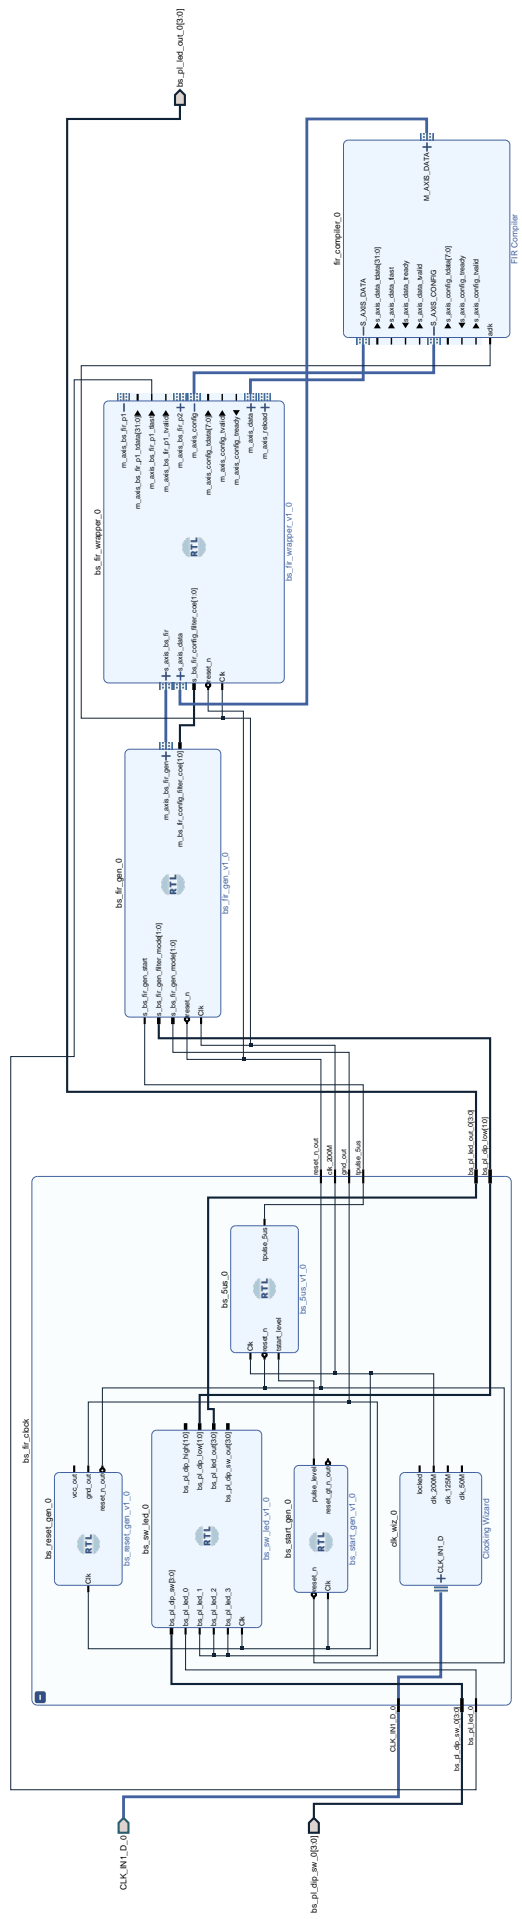 bs_pl_led_out_0[3:0]
fir_compiler_0
M_AXIS_DATA
S_AXIS_DATA
s_axis_data_tdata[31:0]
s_axis_data_tlast
s_axis_data_tready
s_axis_data_tvalid
S_AXIS_CONFIG
s_axis_config_tdata[7:0]
s_axis_config_tready
s_axis_config_tvalid
aclk
FIR Compiler
bs_fir_wrapper_0
m_axis_bs_fir_p1
m_axis_bs_fir_p1_tdata[31:0]
m_axis_bs_fir_p1_tlast
m_axis_bs_fir_p1_tvalid
m_axis_bs_fir_p2
m_axis_config
m_axis_config_tdata[7:0]
m_axis_config_tvalid
m_axis_config_tready
m_axis_data
m_axis_reload
RTL
s_axis_bs_fir
s_axis_data
s_bs_fir_config_filter_coe[1:0]
reset_n
Clk
bs_fir_wrapper_v1_0
bs_fir_gen_0
m_axis_bs_fir_gen
m_bs_fir_config_filter_coe[1:0]
RTL
s_bs_fir_gen_start
s_bs_fir_gen_filter_mode[1:0]
s_bs_fir_gen_mode[1:0]
reset_n
Clk
bs_fir_gen_v1_0
bs_fir_clock
reset_n_out
clk_200M
gnd_out
tpulse_5us
bs_pl_led_out_0[3:0]
bs_pl_dip_low[1:0]
bs_5us_0
tpulse_5us
RTL
Clk
reset_n
tstart_level
bs_5us_v1_0
bs_reset_gen_0
vcc_out
gnd_out
reset_n_out
RTL
Clk
bs_reset_gen_v1_0
bs_sw_led_0
bs_pl_dip_high[1:0]
bs_pl_dip_low[1:0]
bs_pl_led_out[3:0]
bs_pl_dip_sw_out[3:0]
RTL
bs_pl_dip_sw[3:0]
bs_pl_led_0
bs_pl_led_1
bs_pl_led_2
bs_pl_led_3
Clk
bs_sw_led_v1_0
bs_start_gen_0
pulse_level
reset_gt_n_out
RTL
reset_n
Clk
bs_start_gen_v1_0
clk_wiz_0
locked
clk_200M
clk_125M
clk_50M
CLK_IN1_D
Clocking Wizard
CLK_IN1_D_0
bs_pl_dip_sw_0[3:0]
bs_pl_led_0
CLK_IN1_D_0
bs_pl_dip_sw_0[3:0]